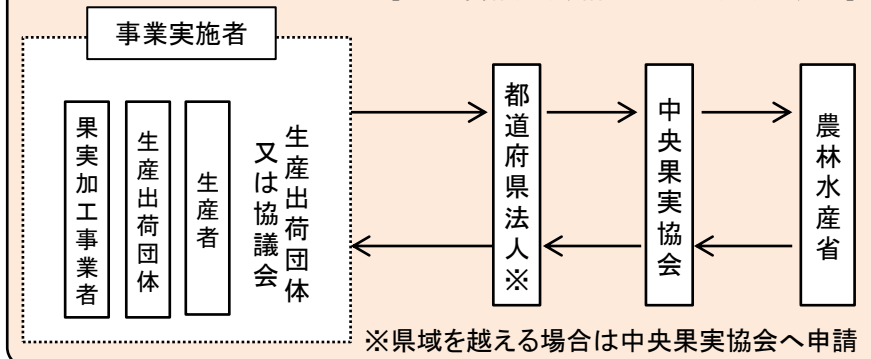 事業実施者
果実加工事業者
生産出荷団体
生産者
生産出荷団体
又は協議会
都道府県法人※
中央果実協会
農林水産省
※県域を越える場合は中央果実協会へ申請